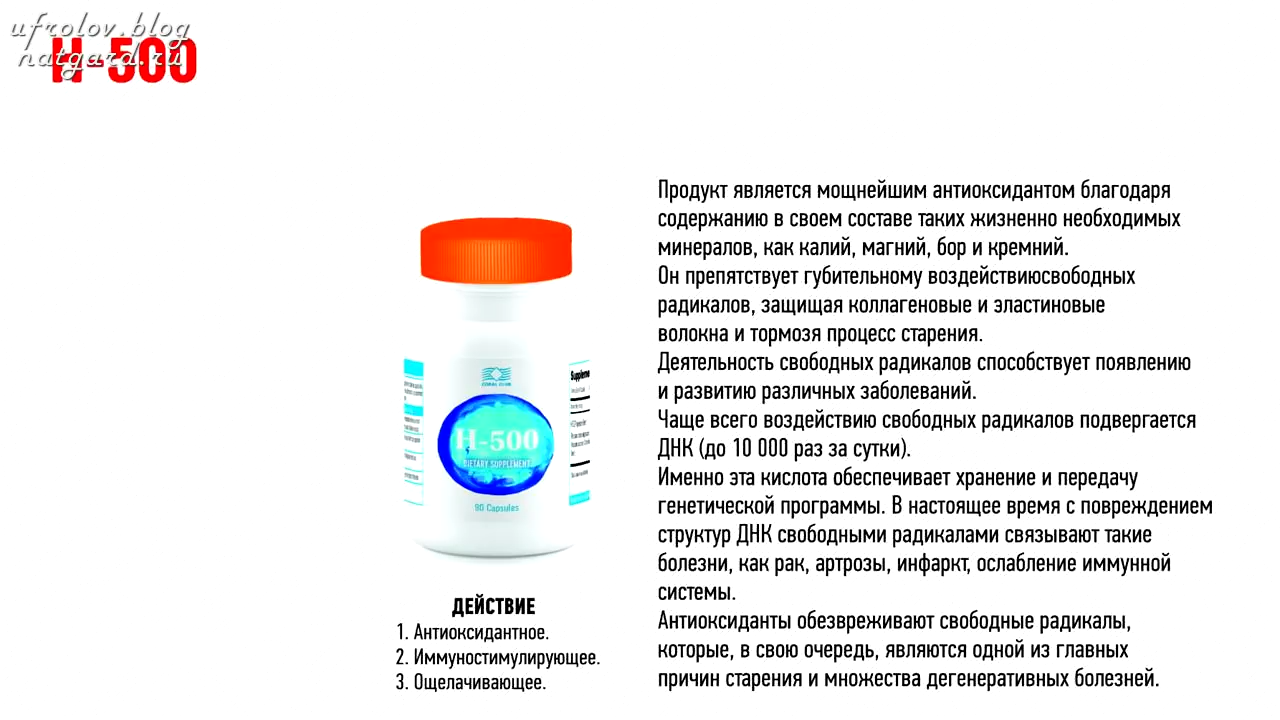 ufrolov.blog
natgard.ru
H-500
Продукт является мощнейшим антиоксидантом благодаря
содержанию в своем составе таких жизненно необходимых
минералов, как калий, магний, бор и кремний.
Он препятствует губительному воздействиюсвободных
радикалов, защищая коллагеновые и эластиновые
волокна и тормозя процесс старения.
Деятельность свободных радикалов способствует появлению
и развитию различных заболеваний.
Чаще всего воздействию свободных радикалов подвергается
ДНК (до 10 000 раз за сутки).
Именно эта кислота обеспечивает хранение и передачу
генетической программы. В настоящее время с повреждением
структур ДНК свободными радикалами связывают такие
болезни, как рак, артрозы, инфаркт, ослабление иммунной
системы.
Антиоксиданты обезвреживают свободные радикалы,
которые, в свою очередь, являются одной из главных
причин старения и множества дегенеративных болезней.
CORAL CLUB
H-500
DIETARY SUPPLEMENT
90 Capsules
Suppleme
ДЕЙСТВИЕ
1. Антиоксидантное.
2. Иммуностимулирующее.
3. Ощелачивающее.